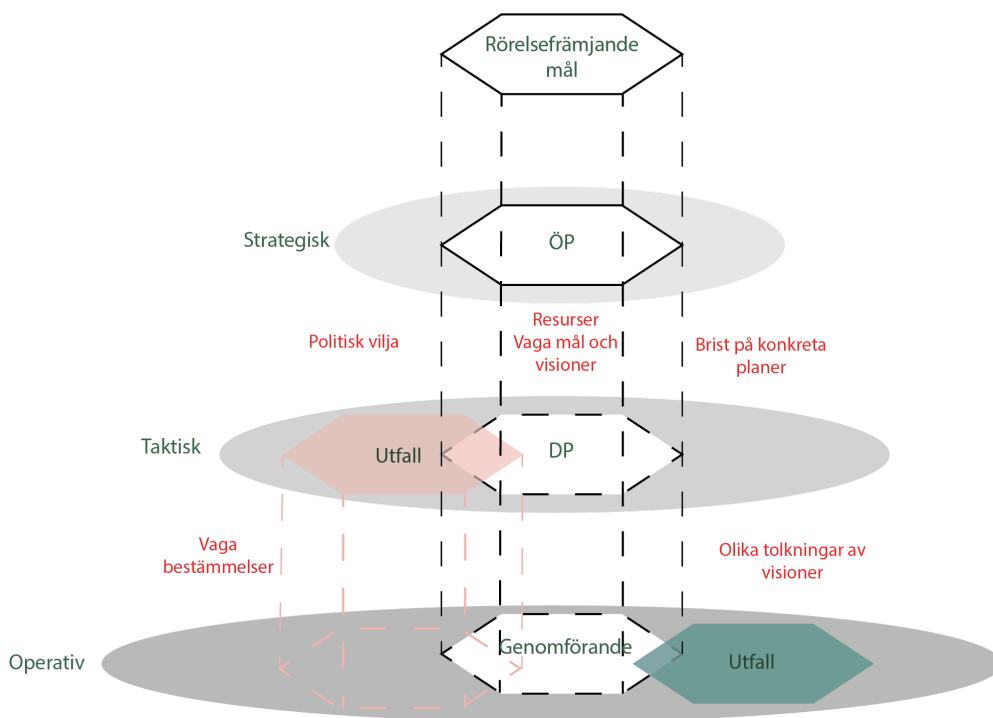 Rörelsefrämjande
mål
Strategisk
ÖP
Politisk vilja
Resurser
Vaga mål och
visioner
Brist på konkreta
planer
Taktisk
Utfall
DP
Vaga
bestämmelser
Olika tolkningar av
visioner
Operativ
Genomförande
Utfall